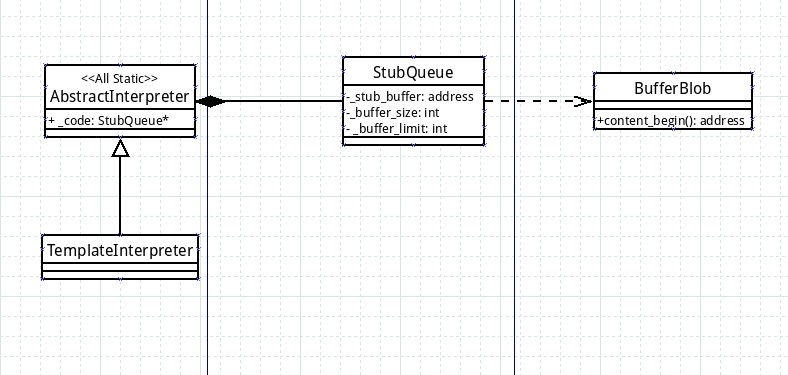 <<All Static>>
AbstractInterpreter
+ _code: StubQueue*
StubQueue
-_stub_buffer: address
-_buffer_size: int
- _buffer_limit: int
BufferBlob
+content_begin(): address
TemplateInterpreter